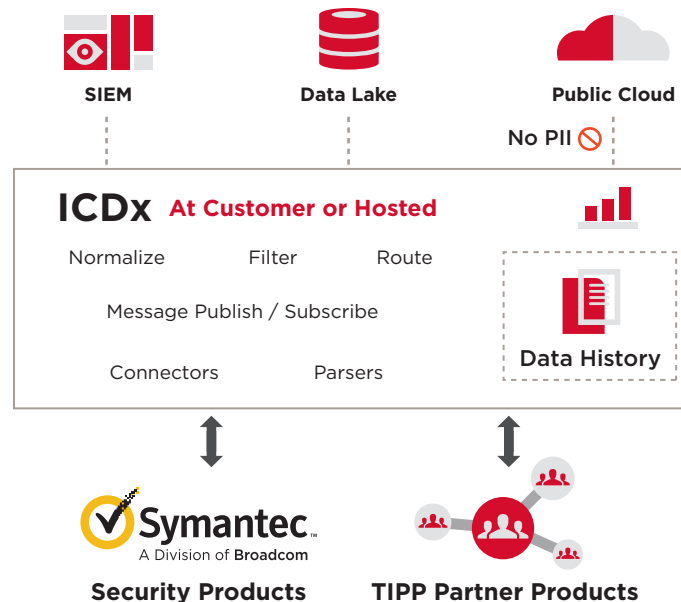 SIEM
Data Lake
Public Cloud
No PII
ICDx At Customer or Hosted
Normalize Filter Route
Message Publish / Subscribe
Data History
Connectors Parsers
Symantec™
A Division of Broadcom
Security Products
TIPP Partner Products